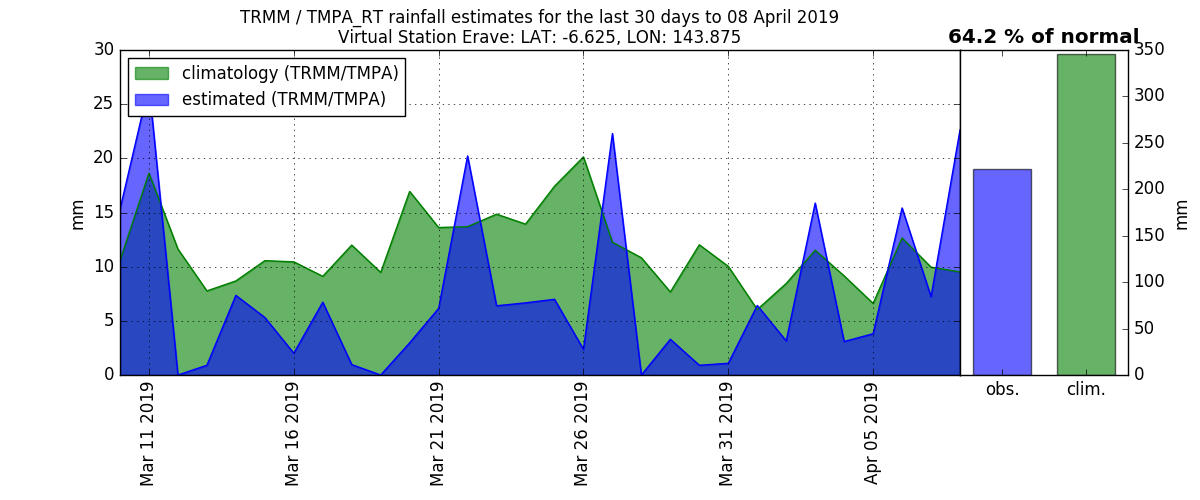 TRMM / TMPA_RT rainfall estimates for the last 30 days to 08 April 2019
Virtual Station Erave: LAT: -6.625, LON: 143.875
64.2 % of normal
climatology (TRMM/TMPA)
estimated (TRMM/TMPA)
30
25
20
15
10
5
0
mm
Mar 11 2019
Mar 16 2019
Mar 21 2019
Mar 26 2019
Mar 31 2019
Apr 05 2019
350
300
250
200
150
100
50
0
mm
obs.
clim.